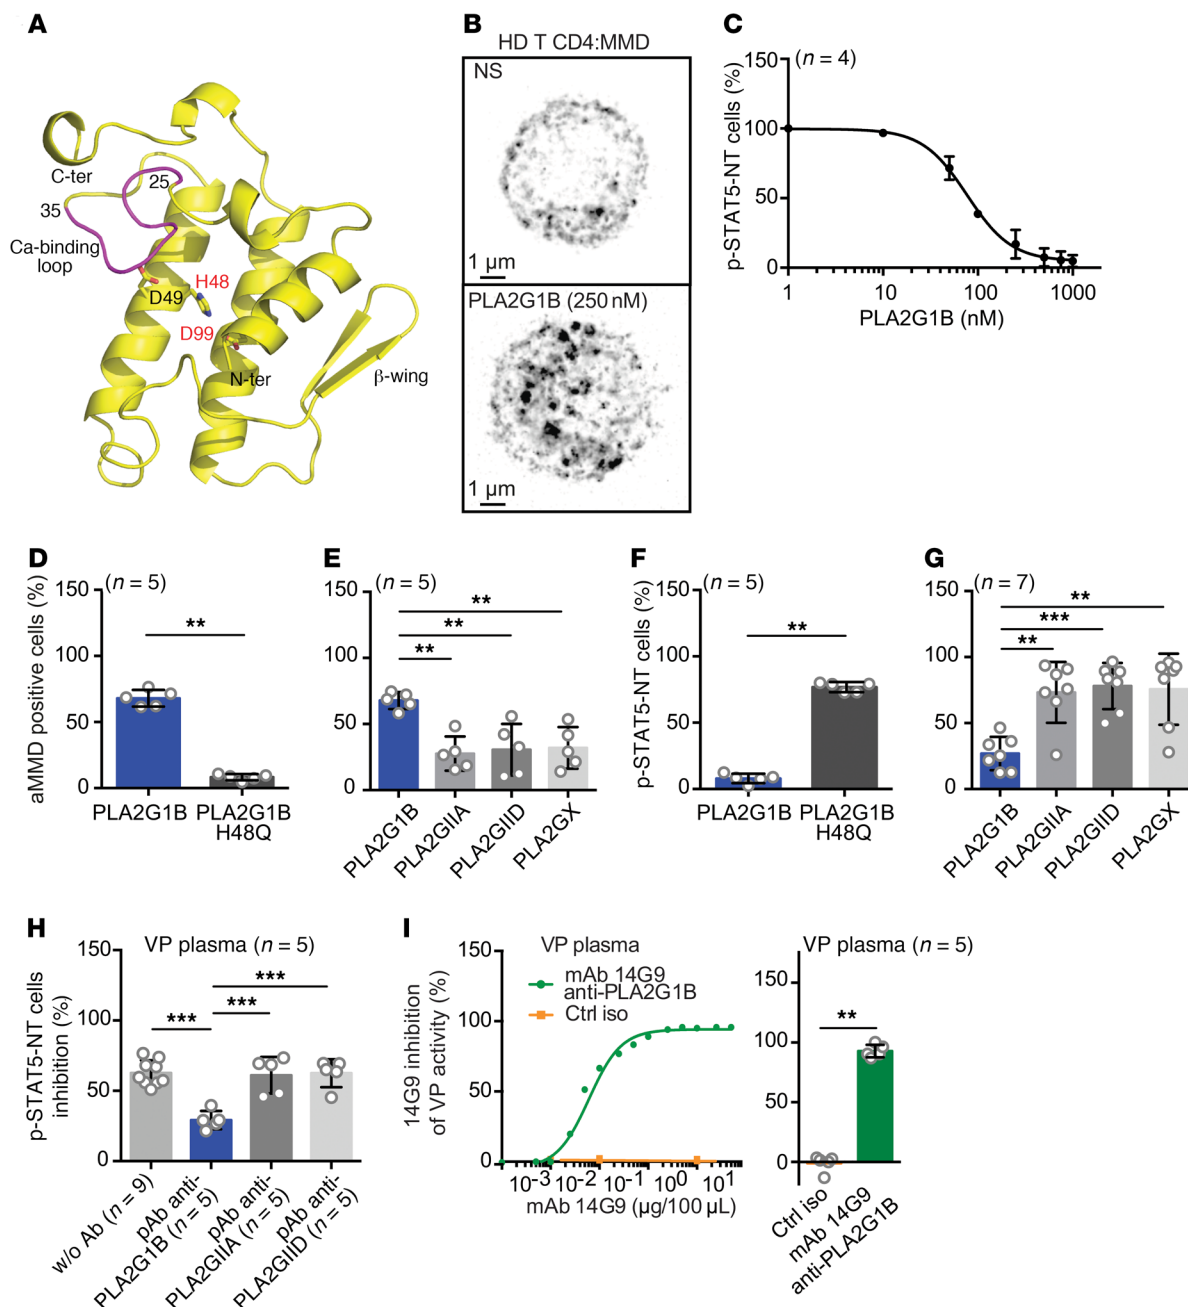 A
C-ter
25
35
Ca-binding
loop
D49
H48
D99
N-ter
β-wing
B
HD T CD4:MMD
NS
1 µm
PLA2G1B (250 nM)
1 µm
C
(n = 4)
p-STAT5-NT cells (%)
150
100
50
0
1
10
100
1000
PLA2G1B (nM)
D
(n = 5)
aMMD positive cells (%)
150
100
50
0
**
PLA2G1B
PLA2G1B
H48Q
E
(n = 5)
150
100
50
0
**
**
**
PLA2G1B
PLA2GIIA
PLA2GIID
PLA2GX
F
(n = 5)
p-STAT5-NT cells (%)
150
100
50
0
**
PLA2G1B
PLA2G1B
H48Q
G
(n = 7)
150
100
50
0
**
***
**
PLA2G1B
PLA2GIIA
PLA2GIID
PLA2GX
H
VP plasma (n = 5)
p-STAT5-NT cells
inhibition (%)
150
100
50
0
***
***
***
w/o Ab (n = 9)
pAb anti-
PLA2G1B (n = 5)
pAb anti-
PLA2GIIA (n = 5)
pAb anti-
PLA2GIID (n = 5)
I
VP plasma
mAb 14G9
anti-PLA2G1B
Ctrl iso
14G9 inhibition
of VP activity (%)
150
100
50
0
10-3 10-2 10-1 100 101
mAb 14G9 (µg/100 µL)
VP plasma (n = 5)
150
100
50
0
**
Ctrl iso
mAb 14G9
anti-PLA2G1B